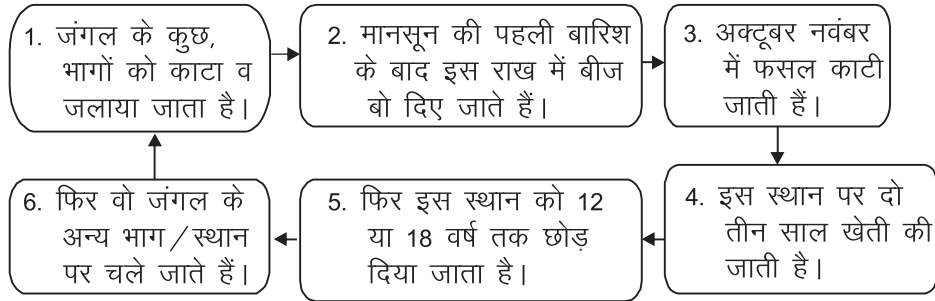 1. जंगल के कुछ,
भागों को काटा व
जलाया जाता है।
2. मानसून की पहली बारिश
के बाद इस राख में बीज
बो दिए जाते हैं।
3. अक्टूबर नवंबर
में फसल काटी
जाती हैं।
4. इस स्थान पर दो
तीन साल खेती की
जाती है।
5. फिर इस स्थान को 12
या 18 वर्ष तक छोड़
दिया जाता है।
6. फिर वो जंगल के
अन्य भाग/स्थान
पर चले जाते हैं।